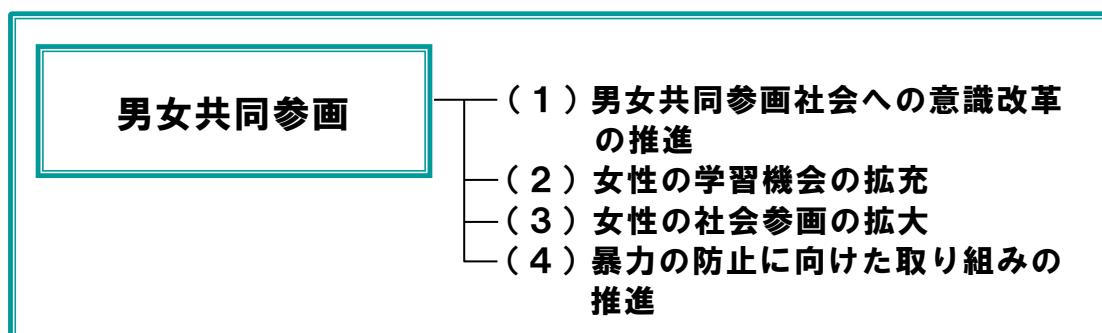 男女共同参画
(1)男女共同参画社会への意識改革
の推進
(2)女性の学習機会の拡充
(3)女性の社会参画の拡大
(4)暴力の防止に向けた取り組みの
推進